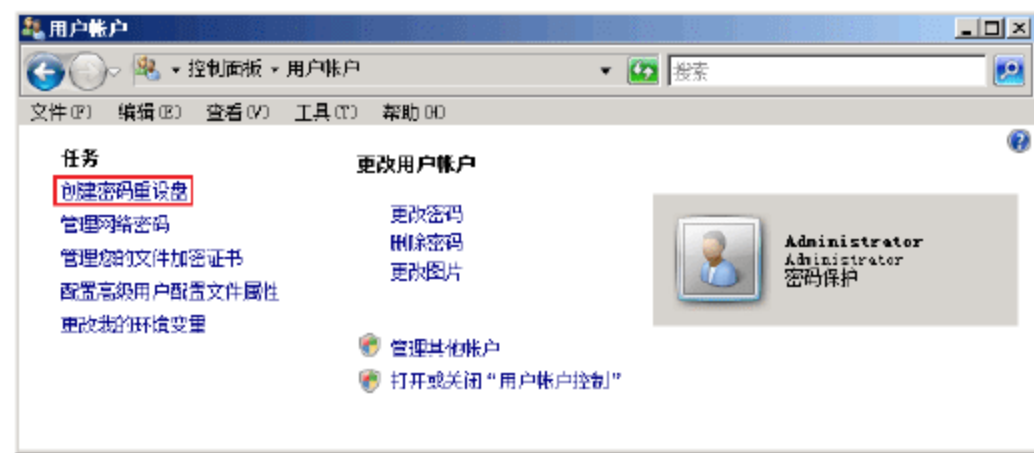 用户帐户
控制面板 用户帐户
搜索
文件(F) 编辑(E) 查看(V) 工具(T) 帮助(H)
任务
创建密码重设盘
管理网络密码
管理您的文件加密证书
配置高级用户配置文件属性
更改我的环境变量
更改用户帐户
更改密码
删除密码
更改图片
管理其他帐户
打开或关闭“用户帐户控制”
Administrator
Administrator
密码保护